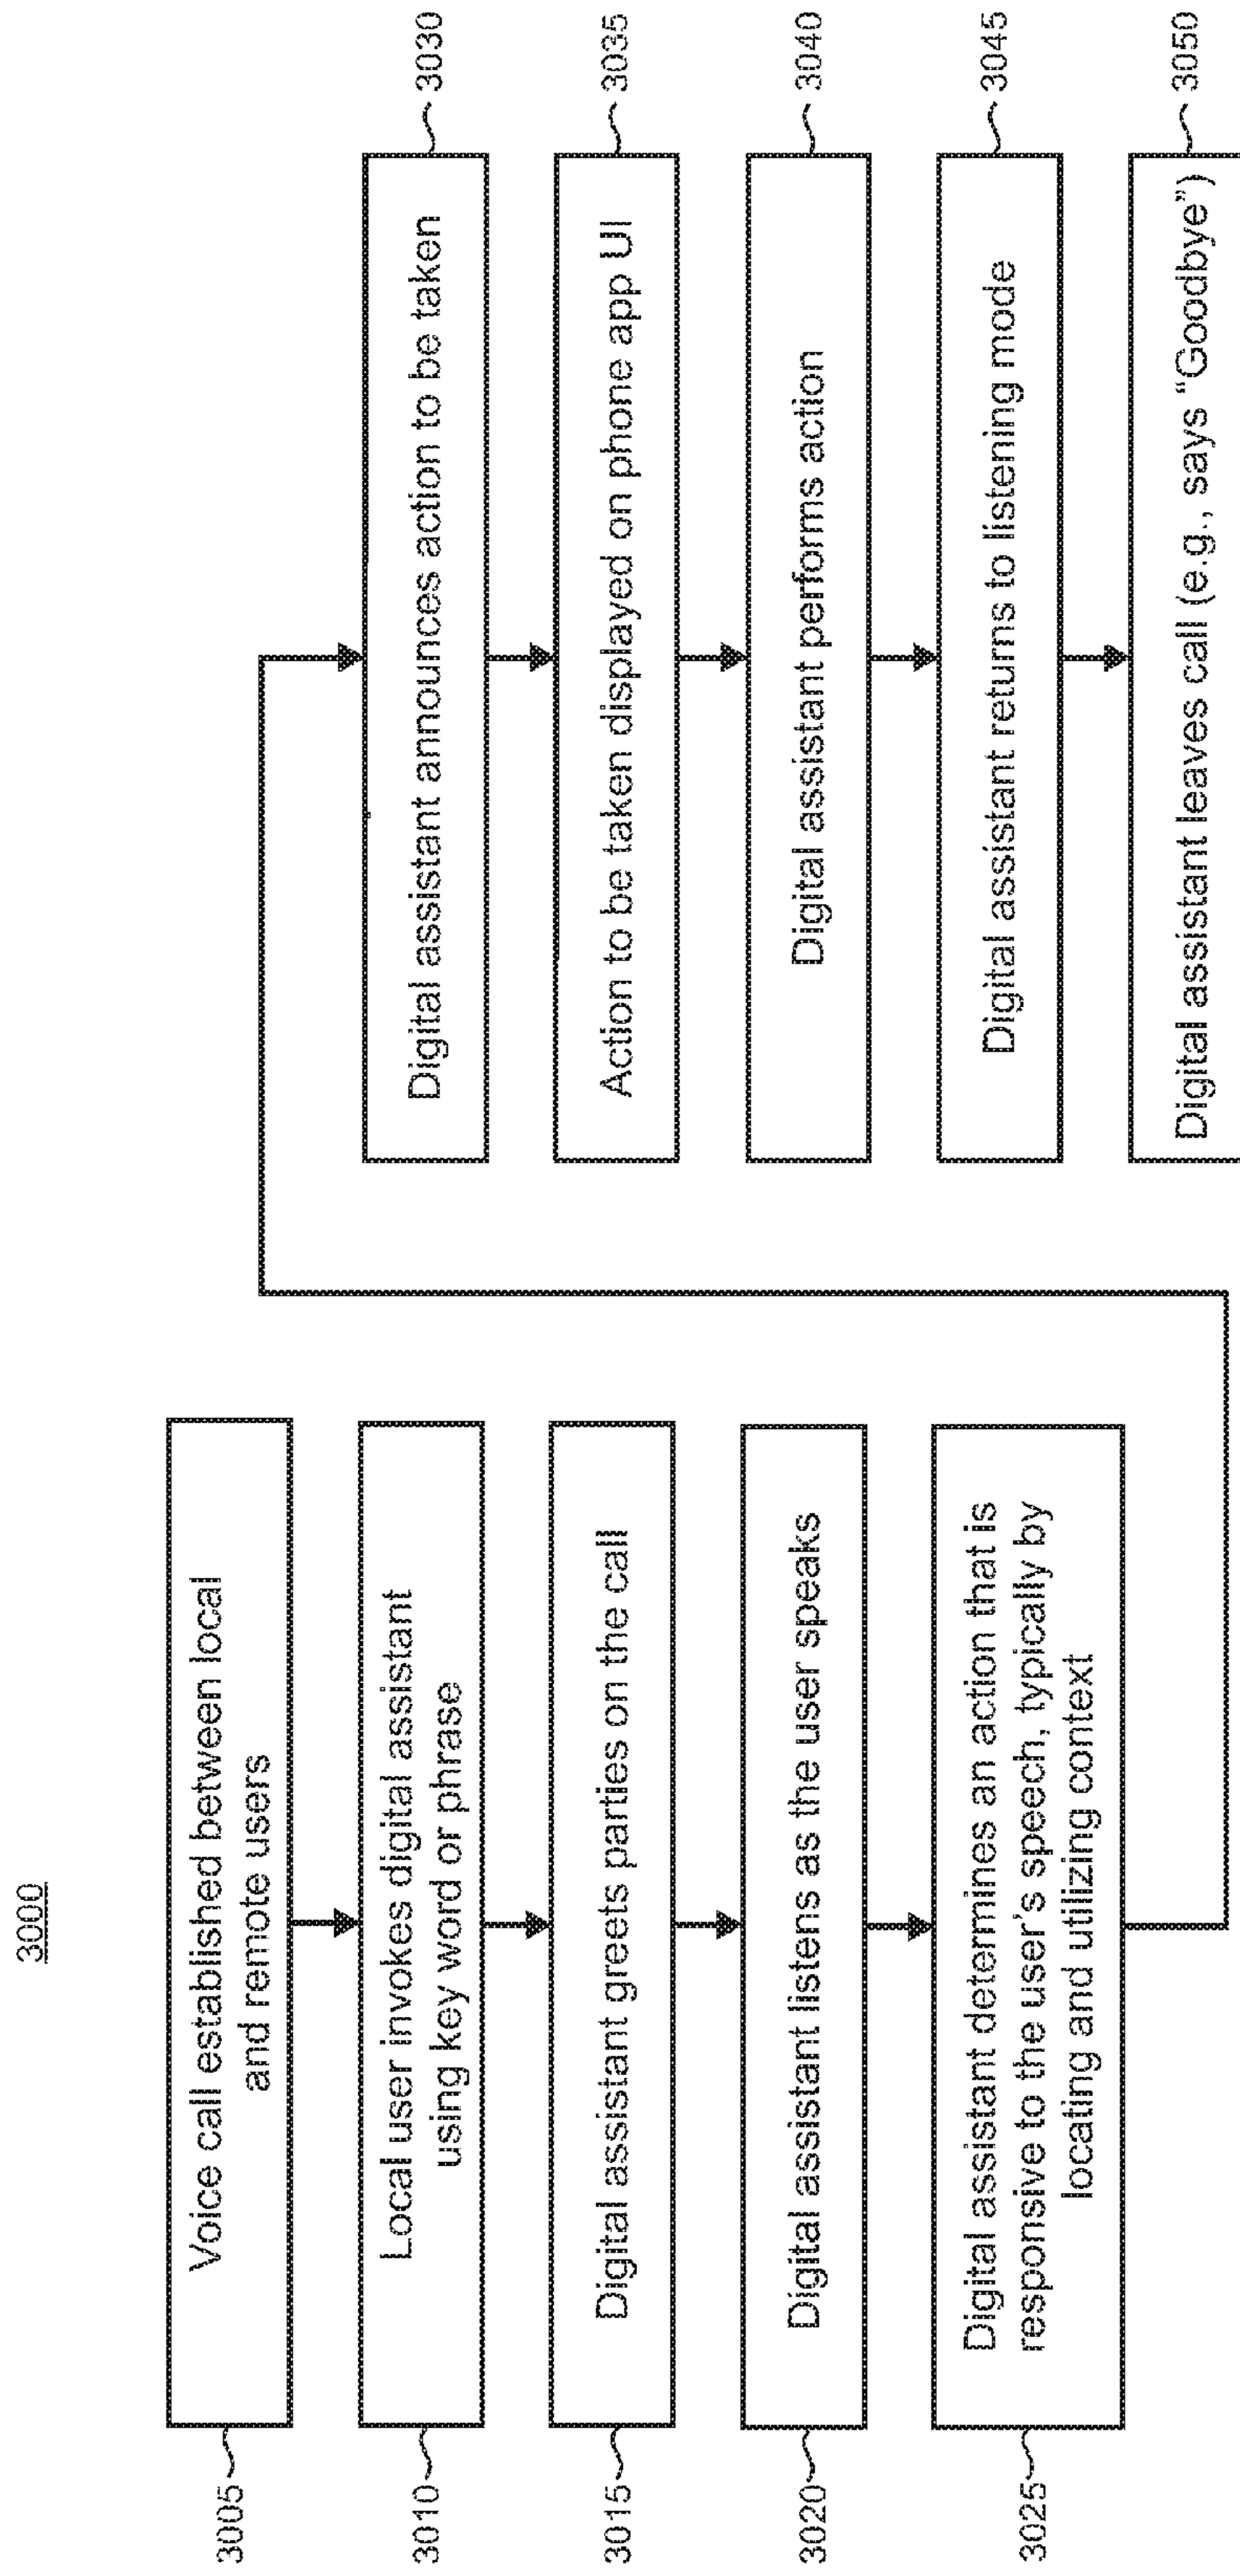 3000
3005
Voice call established between local
and remote users
3010
Local user invokes digital assistant
using key word or phrase
3015
Digital assistant greets parties on the call
3020
Digital assistant listens as the user speaks
3025
Digital assistant determines an action that is
responsive to the user's speech, typically by
locating and utilizing context
Digital assistant announces action to be taken
3030
Action to be taken displayed on phone app UI
3035
Digital assistant performs action
3040
Digital assistant returns to listening mode
3045
Digital assistant leaves call (e.g., says “Goodbye”)
3050